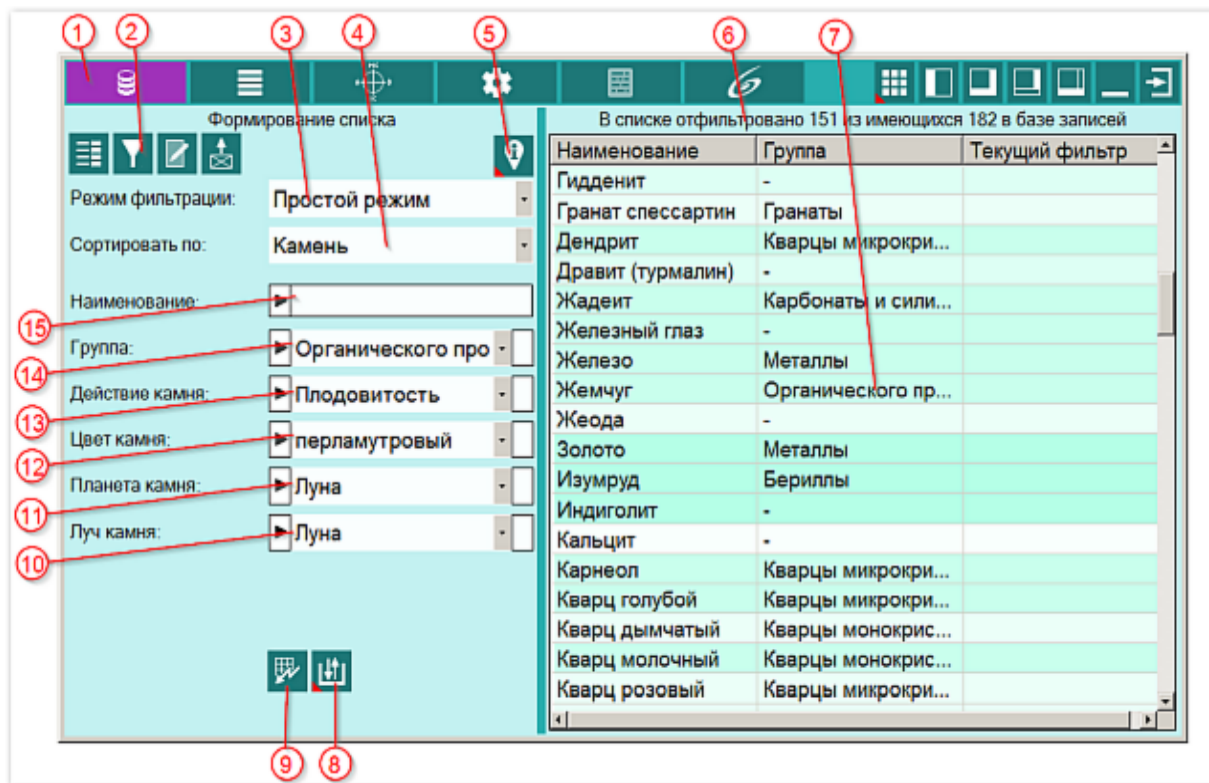 1 2 3 4 5 6 7
Формирование списка
В списке отфильтровано 151 из имеющихся 182 в базе записей
Режим фильтрации: Простой режим
Сортировать по: Камень
Наименование:
15
Группа: Органического про
14
Действие камня: Плодовитость
13
Цвет камня: перламутровый
12
Планета камня: Луна
11
Луч камня: Луна
10
9 8
Наименование Группа Текущий фильтр
Гидденит -
Гранат спессартин Гранаты
Дендрит Кварцы микрокри...
Дравит (турмалин) -
Жадеит Карбонаты и сили...
Железный глаз -
Железо Металлы
Жемчуг Органического пр...
Жеода -
Золото Металлы
Изумруд Бериллы
Индиголит -
Кальцит -
Карнеол Кварцы микрокри...
Кварц голубой Кварцы микрокри...
Кварц дымчатый Кварцы монокрис...
Кварц молочный Кварцы монокрис...
Кварц розовый Кварцы микрокри...